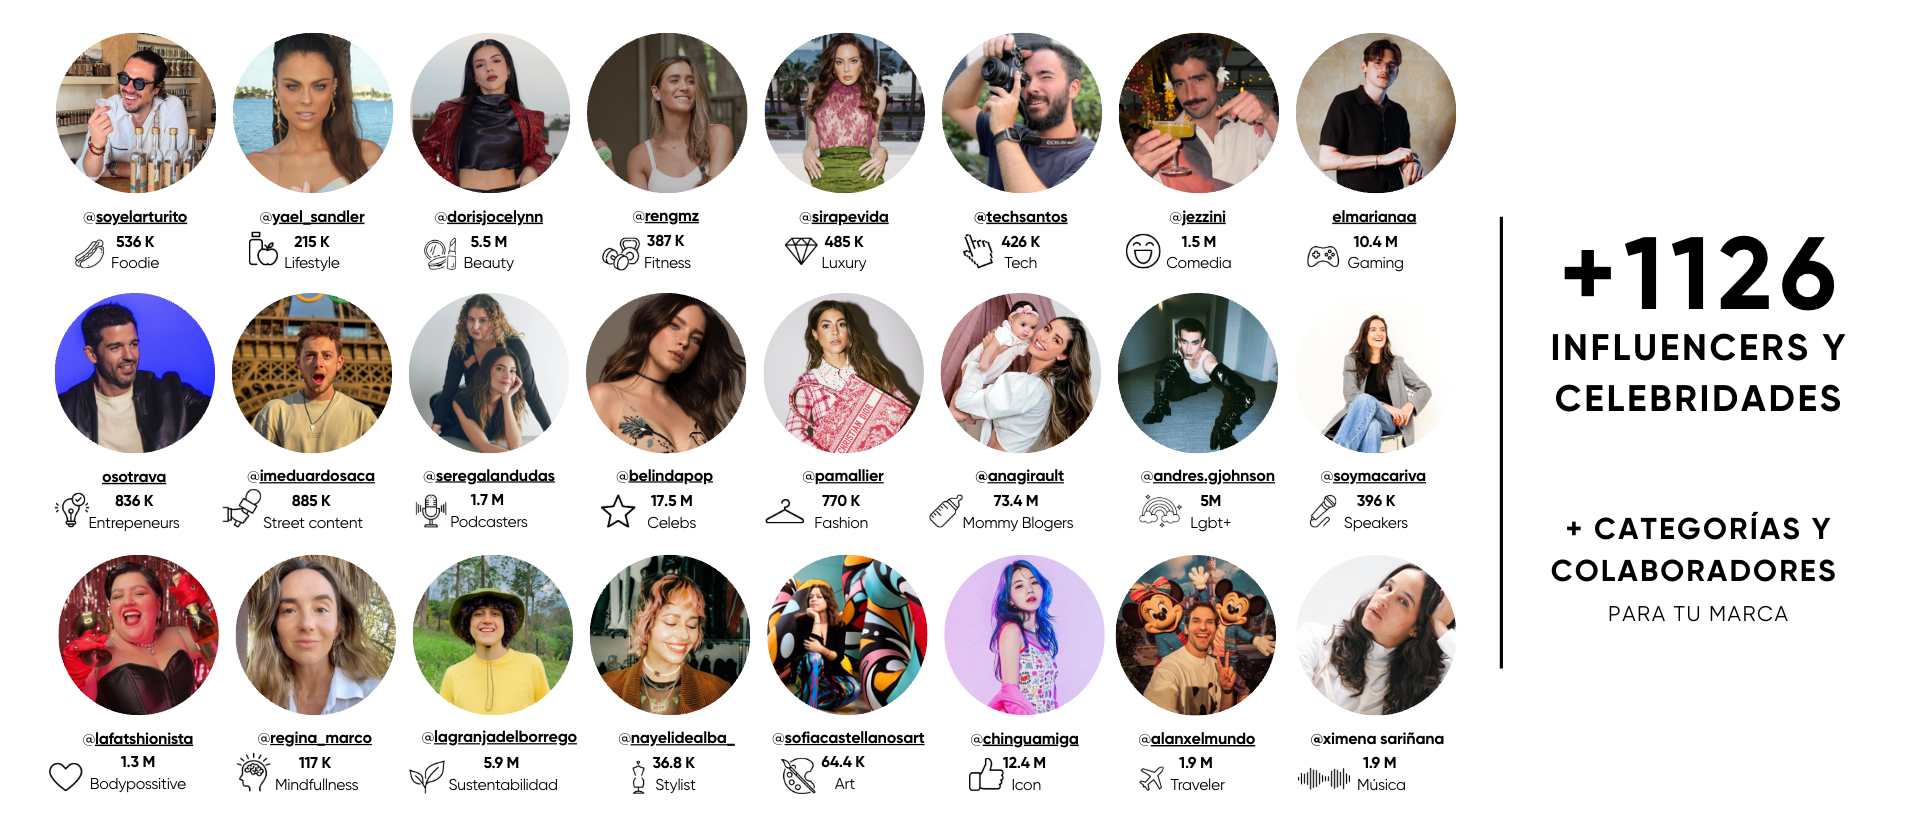 @soyelarturito
536 K
Foodie
@yael_sandler
215 K
Lifestyle
@dorisjocelynn
5.5 M
Beauty
@rengmz
387 K
Fitness
@sirapevida
485 K
Luxury
@techsantos
426 K
Tech
@jezzini
1.5 M
Comedia
elmarianaa
10.4 M
Gaming
osotrava
836 K
Entrepeneurs
@imeduardosaca
885 K
Street content
@seregalandudas
1.7 M
Podcasters
@belindapop
17.5 M
Celebs
@pamallier
770 K
Fashion
CHRISTIAN DIOR
@anagirault
73.4 M
Mommy Blogers
@andres.gjohnson
5M
Lgbt+
@soymacariva
396 K
Speakers
@lafatshionista
1.3 M
Bodypossitive
@regina_marco
117 K
Mindfullness
@lagranjadelborrego
5.9 M
Sustentabilidad
@nayelidealba_
36.8 K
Stylist
@sofiacastellanosart
64.4 K
Art
@chinguamiga
12.4 M
Icon
@alanxelmundo
1.9 M
Traveler
@ximena sariñana
1.9 M
Música
+1126
INFLUENCERS Y
CELEBRIDADES
+ CATEGORÍAS Y
COLABORADORES
PARA TU MARCA